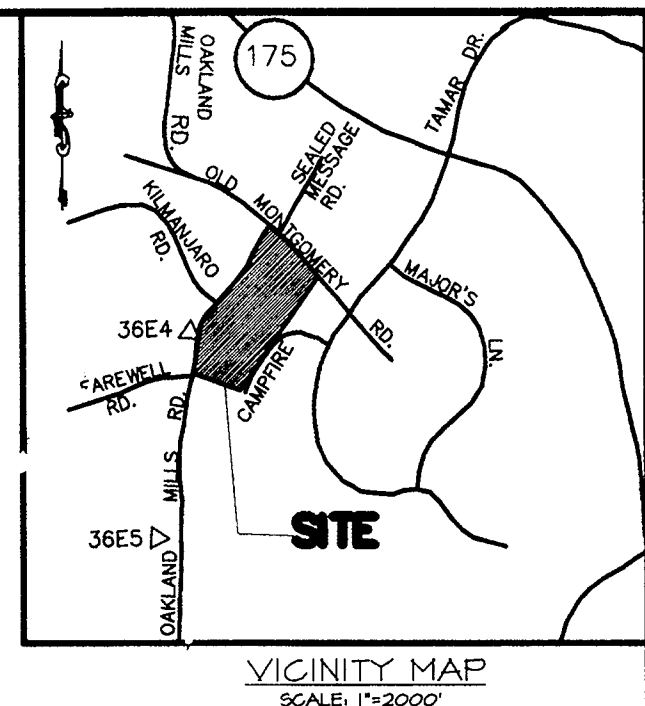 OAKLAND
MILLS
RD.
175
TAMAR DR.
SEALED
MESSAGE
RD.
OLD MONTGOMERY RD.
KILMANJARO
RD.
MAJOR'S
LN.
36E4
CAREWELL
RD.
CAMPFIRE
OAKLAND MILLS RD.
36E5
SITE
VICINITY MAP
SCALE: 1"=2000'